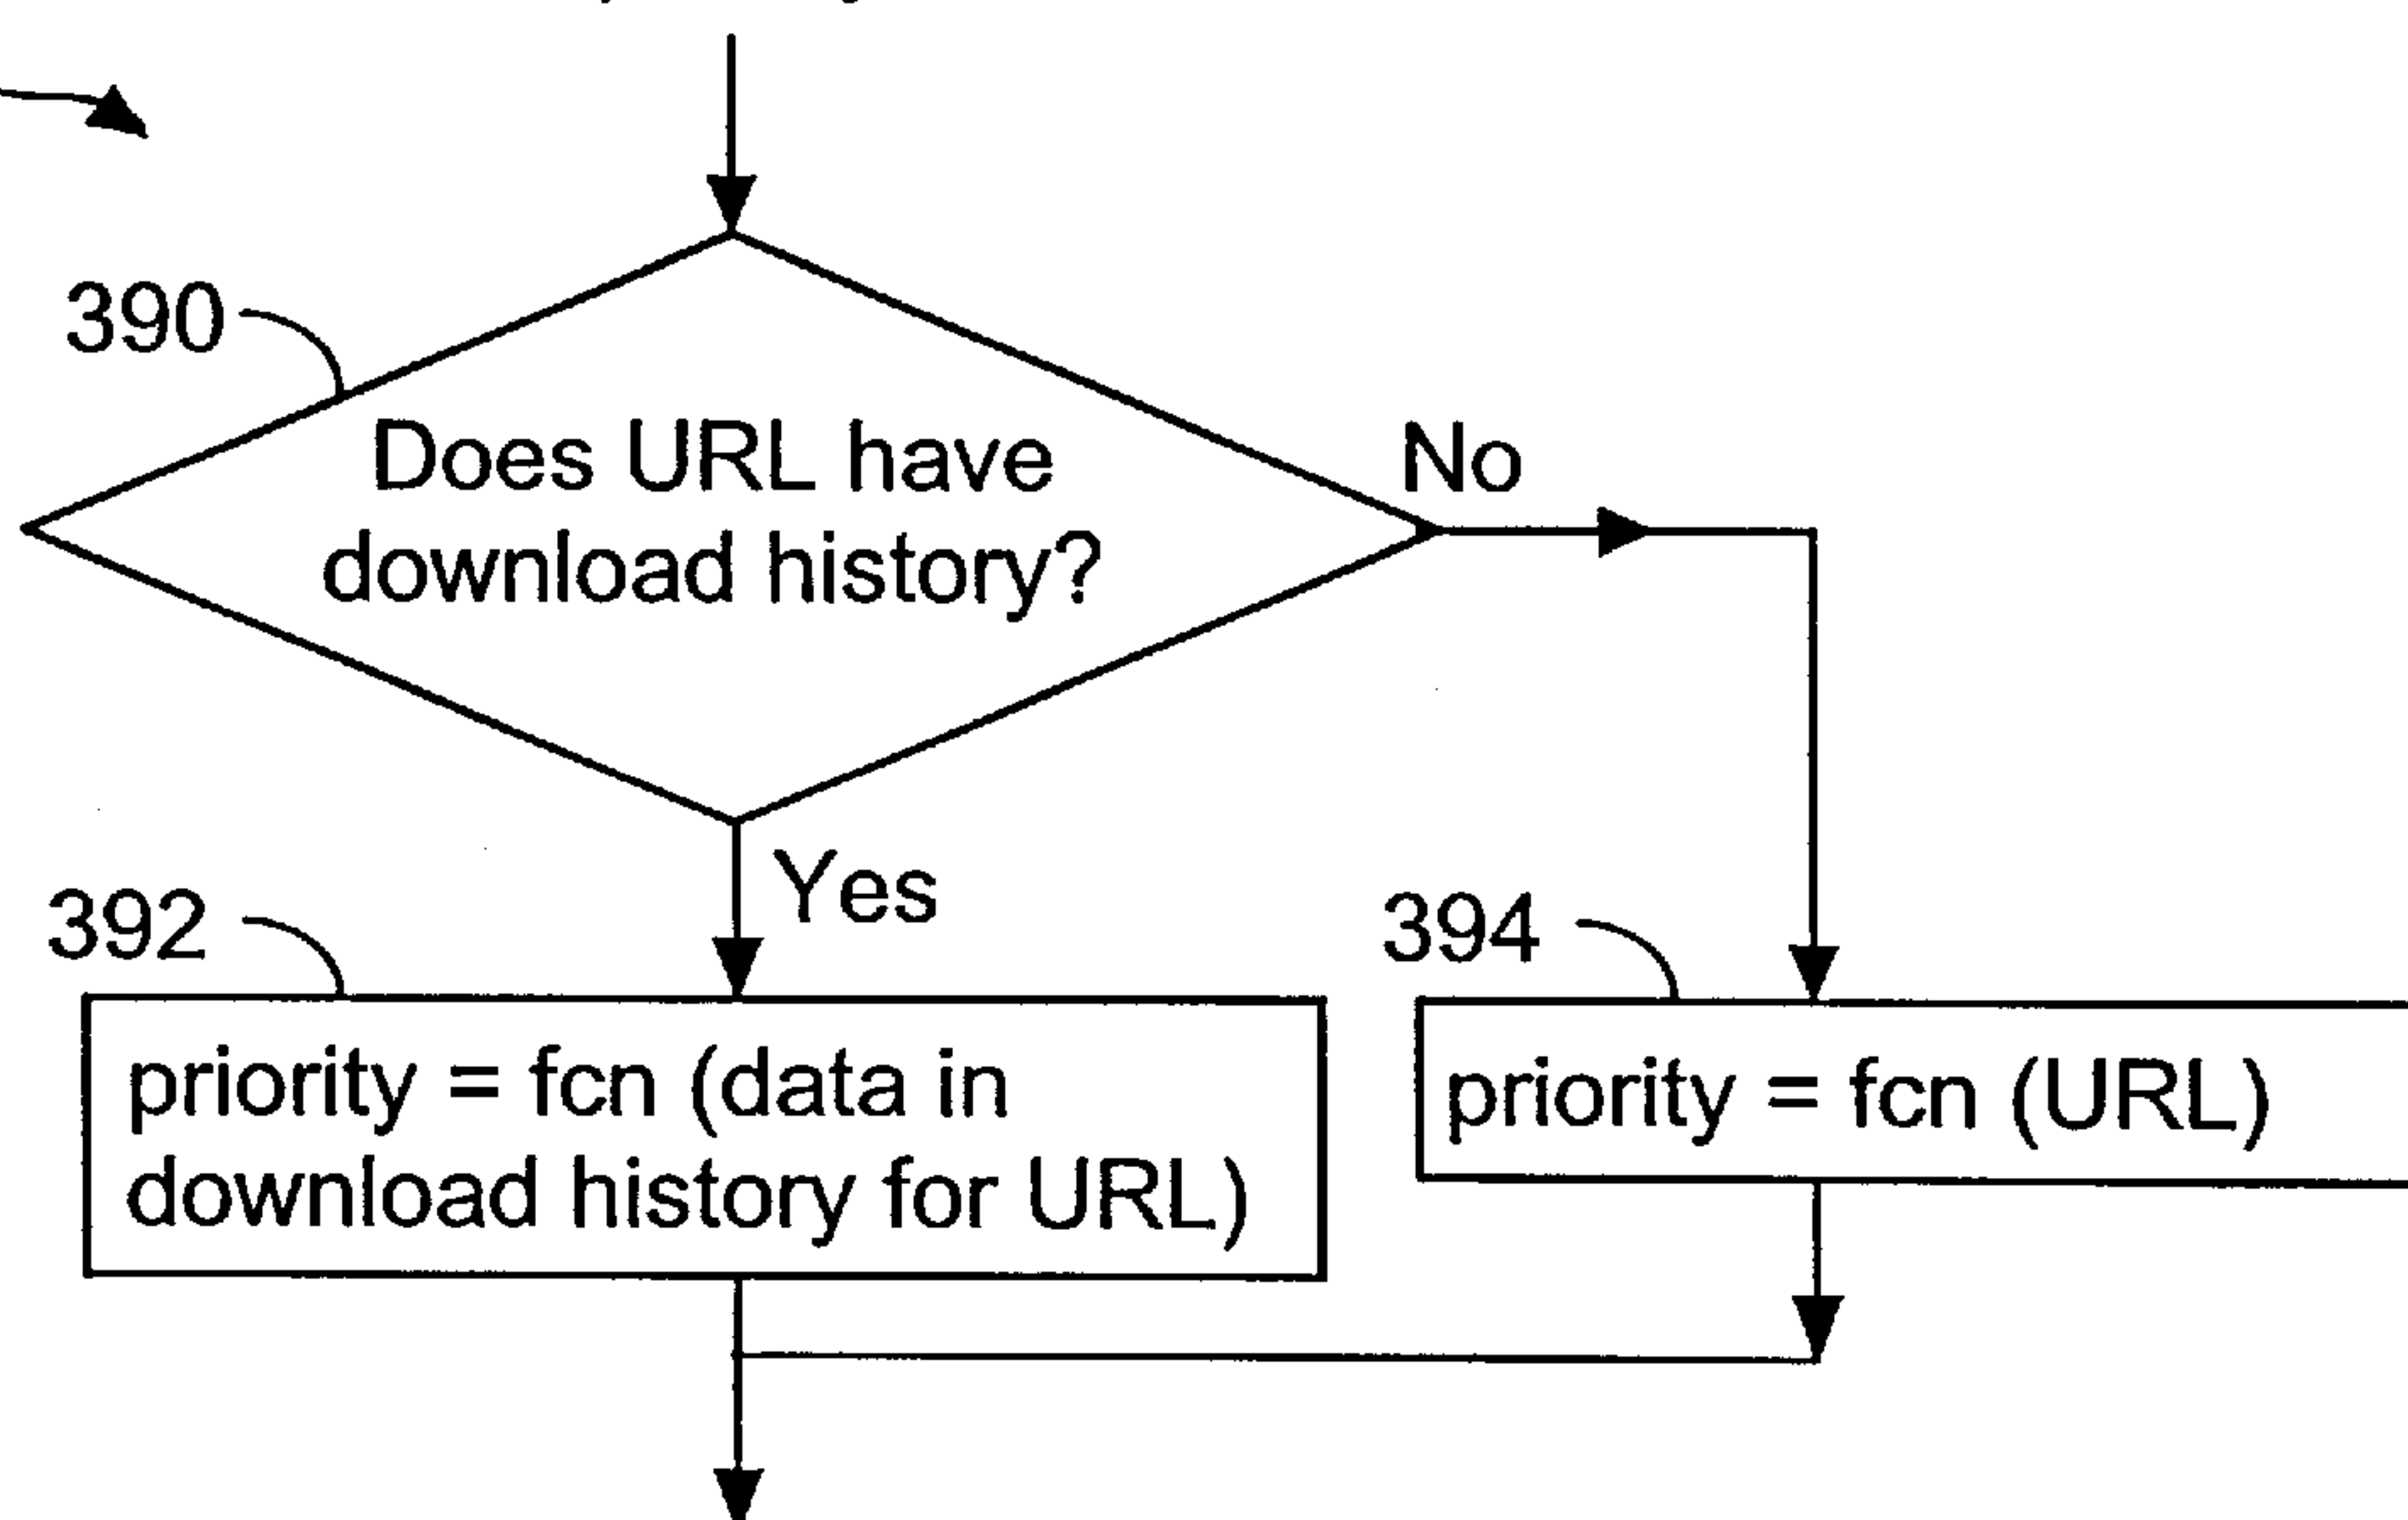 390
Does URL have
download history?
No
Yes
392
priority = fcn (data in
download history for URL)
394
priority = fcn (URL)